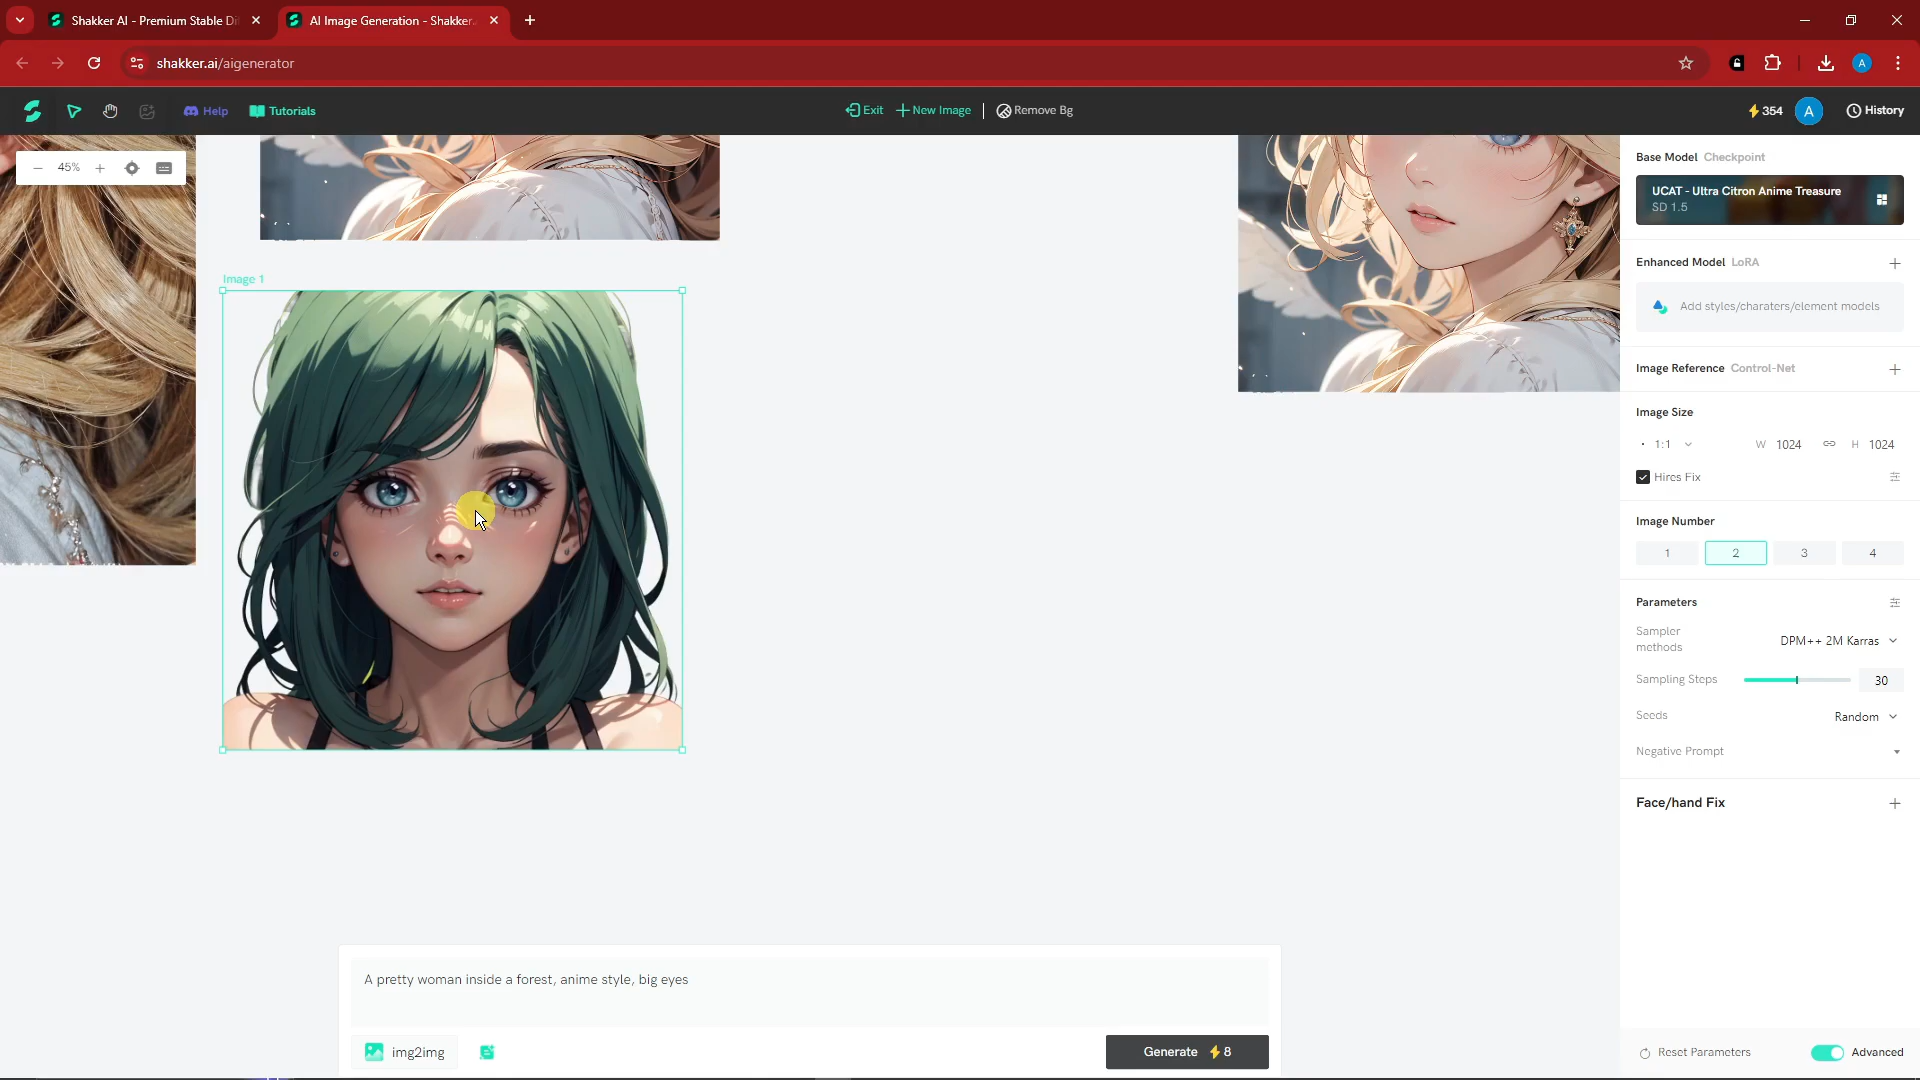 Shakker AI - Premium Stable Di
AI Image Generation - Shakker.
shakker.ai/aigenerator
A
Help
Tutorials
Exit
New Image
Remove Bg
354
A
History
45%
Image 1
Base Model Checkpoint
UCAT - Ultra Citron Anime Treasure
SD 1.5
Enhanced Model LoRA
Add styles/charaters/element models
Image Reference Control-Net
Image Size
1:1
W 1024
H 1024
Hires Fix
Image Number
1 2 3 4
Parameters
Sampler methods
DPM++ 2M Karras
Sampling Steps
30
Seeds
Random
Negative Prompt
Face/hand Fix
A pretty woman inside a forest, anime style, big eyes
img2img
Generate 8
Reset Parameters
Advanced